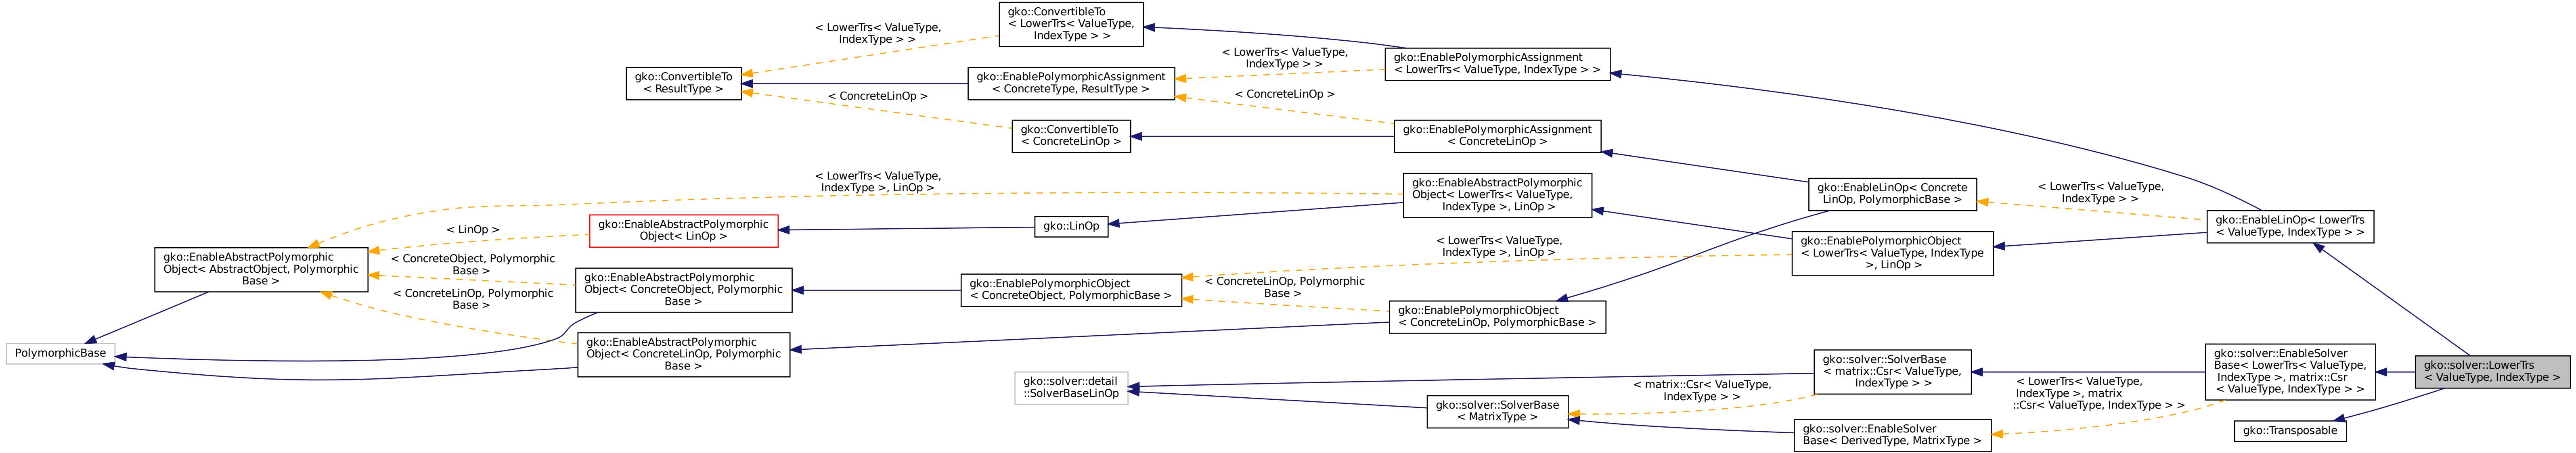 gko::ConvertibleTo
< LowerTrs< ValueType,
IndexType > >
< LowerTrs< ValueType,
IndexType > >
gko::ConvertibleTo
< ResultType >
gko::EnablePolymorphicAssignment
< ConcreteType, ResultType >
< LowerTrs< ValueType,
IndexType > >
gko::EnablePolymorphicAssignment
< LowerTrs< ValueType, IndexType > >
< ConcreteLinOp >
< ConcreteLinOp >
gko::ConvertibleTo
< ConcreteLinOp >
gko::EnablePolymorphicAssignment
< ConcreteLinOp >
< LowerTrs< ValueType,
IndexType >, LinOp >
gko::EnableAbstractPolymorphic
Object< LowerTrs< ValueType,
IndexType >, LinOp >
gko::EnableLinOp< Concrete
LinOp, PolymorphicBase >
< LowerTrs< ValueType,
IndexType > >
gko::EnableLinOp< LowerTrs
< ValueType, IndexType > >
gko::EnableAbstractPolymorphic
Object< LinOp >
gko::LinOp
< LinOp >
gko::EnablePolymorphicObject
< LowerTrs< ValueType, IndexType
>, LinOp >
< LowerTrs< ValueType,
IndexType >, LinOp >
gko::EnableAbstractPolymorphic
Object< AbstractObject, Polymorphic
Base >
< ConcreteObject, Polymorphic
Base >
gko::EnableAbstractPolymorphic
Object< ConcreteObject, Polymorphic
Base >
gko::EnablePolymorphicObject
< ConcreteObject, PolymorphicBase >
< ConcreteLinOp, Polymorphic
Base >
< ConcreteLinOp, Polymorphic
Base >
gko::EnablePolymorphicObject
< ConcreteLinOp, PolymorphicBase >
PolymorphicBase
gko::EnableAbstractPolymorphic
Object< ConcreteLinOp, Polymorphic
Base >
gko::solver::detail
::SolverBaseLinOp
gko::solver::SolverBase
< matrix::Csr< ValueType,
IndexType > >
gko::solver::EnableSolver
Base< LowerTrs< ValueType,
IndexType >, matrix::Csr
< ValueType, IndexType > >
gko::solver::LowerTrs
< ValueType, IndexType >
< matrix::Csr< ValueType,
IndexType > >
< LowerTrs< ValueType,
IndexType >, matrix
::Csr< ValueType, IndexType > >
gko::solver::SolverBase
< MatrixType >
gko::solver::EnableSolver
Base< DerivedType, MatrixType >
gko::Transposable